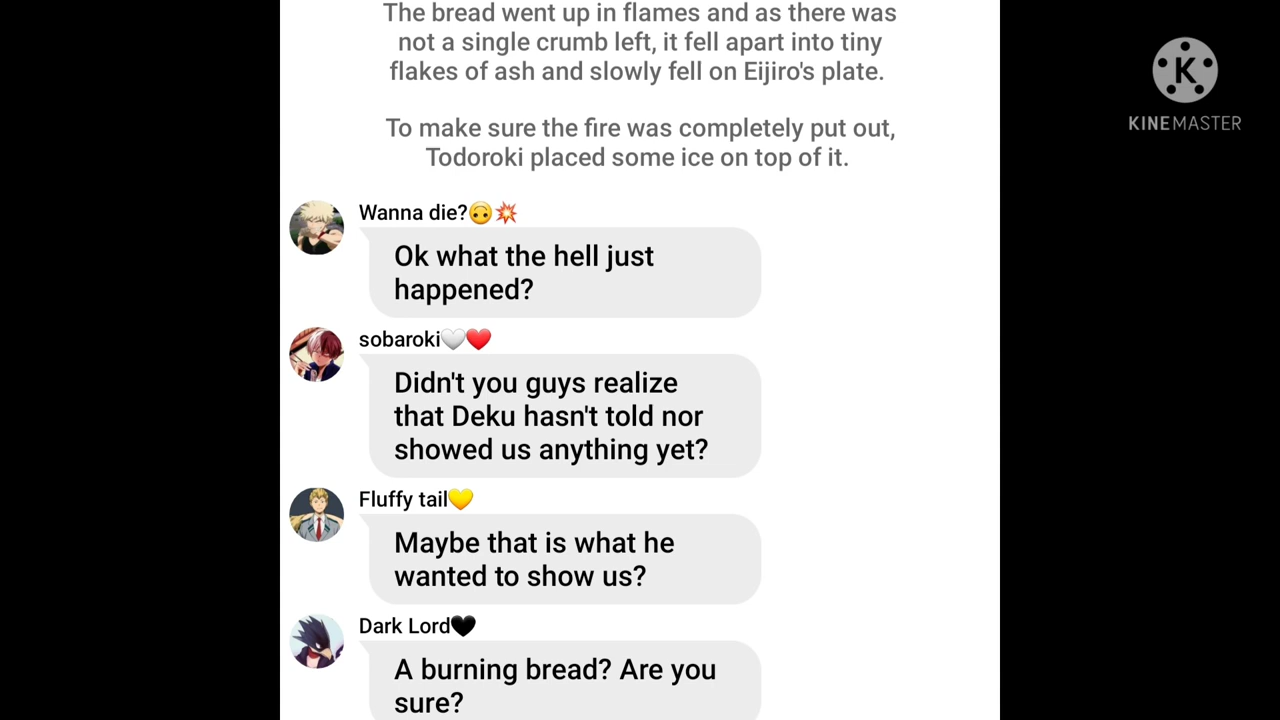 The bread went up in flames and as there was
not a single crumb left, it fell apart into tiny
flakes of ash and slowly fell on Eijiro's plate.
To make sure the fire was completely put out,
Todoroki placed some ice on top of it.
Wanna die?🙃💥
Ok what the hell just
happened?
sobaroki🤍❤️
Didn't you guys realize
that Deku hasn't told nor
showed us anything yet?
Fluffy tail💛
Maybe that is what he
wanted to show us?
Dark Lord🖤
A burning bread? Are you
sure?
K
KINEMASTER